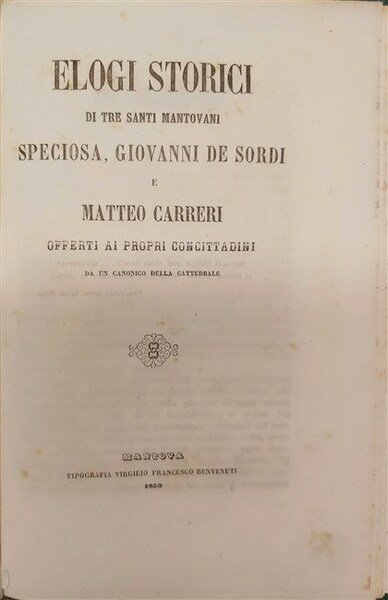 ELOGI STORICI
DI TRE SANTI MANTOVANI
SPECIOSA, GIOVANNI DE SORDI
E
MATTEO CARRERI
OFFERTI AI PROPRI CONCITTADINI
DA UN CANONICO DELLA CATTEDRALE
MANTOVA
TIPOGRAFIA VIRGILIO FRANCESCO BENVENUTI